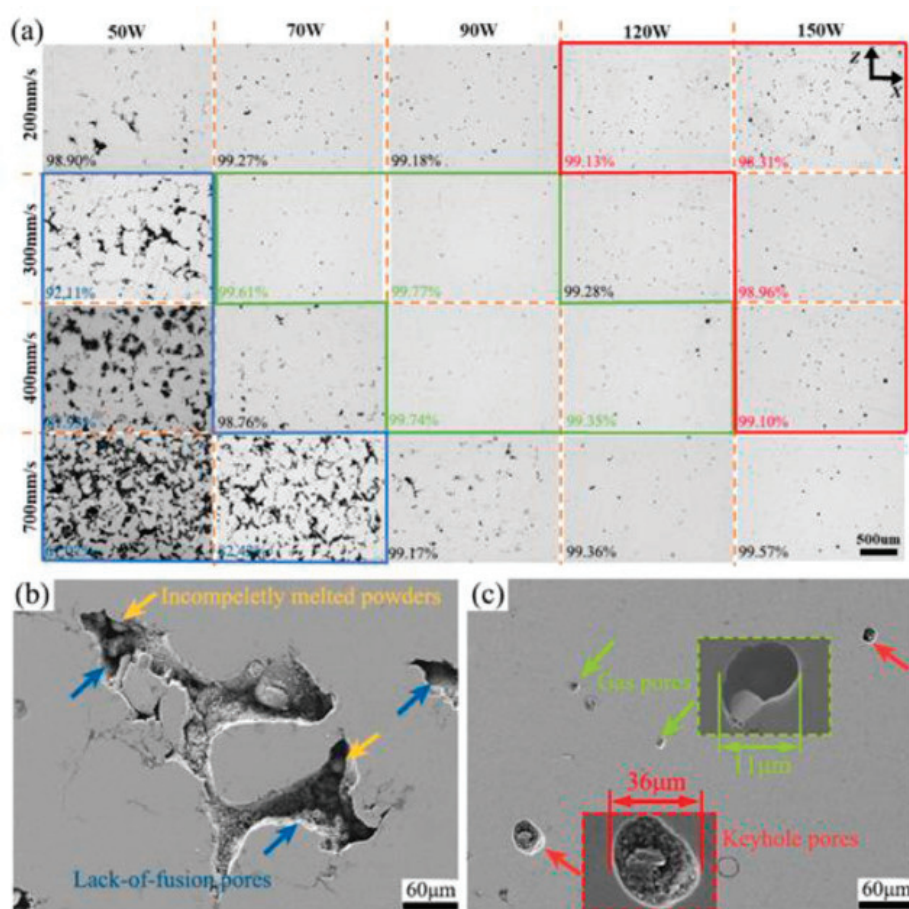 (a)
50W 70W 90W 120W 150W
200mm/s
98.90% 99.27% 99.18% 99.13% 98.31%
Z
X
300mm/s
92.11% 99.61% 99.77% 99.28% 98.96%
400mm/s
98.76% 99.74% 99.35% 99.10%
700mm/s
99.17% 99.36% 99.57%
500um
(b)
Incompeletly melted powders
Lack-of-fusion pores
60μm
(c)
Gas pores
11μm
36μm
Keyhole pores
60μm